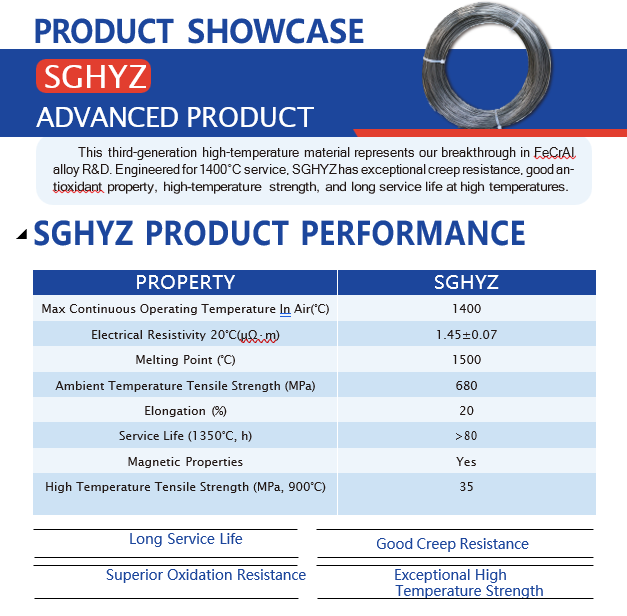 PRODUCT SHOWCASE
SGHYZ
ADVANCED PRODUCT
This third-generation high-temperature material represents our breakthrough in FeCrAl
alloy R&D. Engineered for 1400°C service, SGHYZ has exceptional creep resistance, good an-
tioxidant property, high-temperature strength, and long service life at high temperatures.
SGHYZ PRODUCT PERFORMANCE
PROPERTY SGHYZ
Max Continuous Operating Temperature In Air(°C) 1400
Electrical Resistivity 20°C(μΩ·m) 1.45±0.07
Melting Point (°C) 1500
Ambient Temperature Tensile Strength (MPa) 680
Elongation (%) 20
Service Life (1350°C, h) >80
Magnetic Properties Yes
High Temperature Tensile Strength (MPa, 900°C) 35
Long Service Life
Good Creep Resistance
Superior Oxidation Resistance
Exceptional High
Temperature Strength